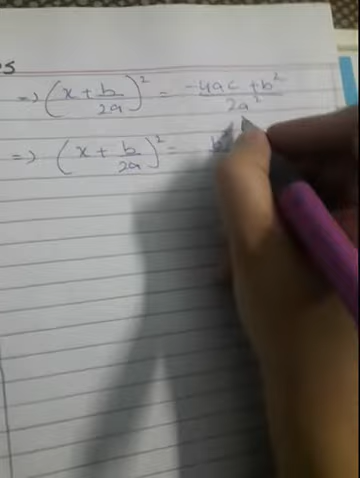 => (x + b/2a)² = -4ac + b²/2a²
=> (x + b/2a)² = b